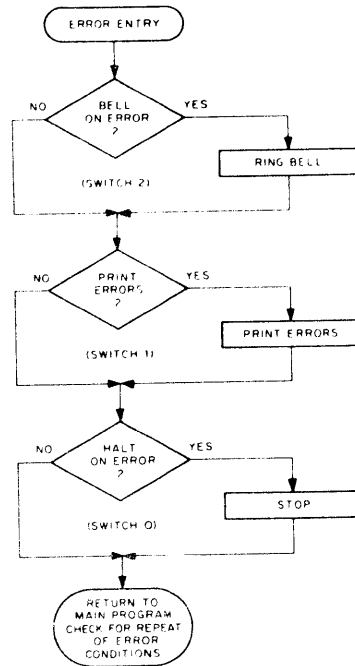 ERROR ENTRY
BELL
ON ERROR
?
NO
YES
RING BELL
(SWITCH 2)
PRINT
ERRORS
?
NO
YES
PRINT ERRORS
(SWITCH 1)
HALT
ON ERROR
?
NO
YES
STOP
(SWITCH 0)
RETURN TO
MAIN PROGRAM
CHECK FOR REPEAT
OF ERROR
CONDITIONS